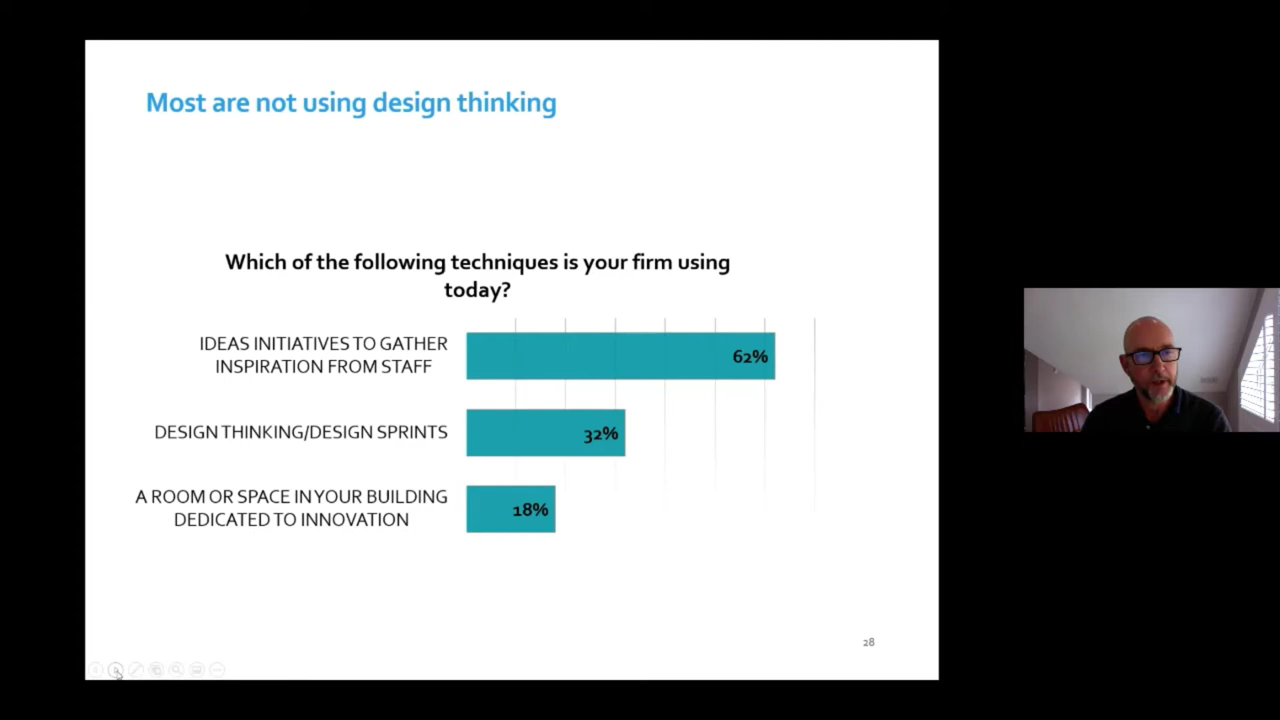 Most are not using design thinking
Which of the following techniques is your firm using
today?
IDEAS INITIATIVES TO GATHER
INSPIRATION FROM STAFF
62%
DESIGN THINKING/DESIGN SPRINTS
32%
A ROOM OR SPACE IN YOUR BUILDING
DEDICATED TO INNOVATION
18%
28